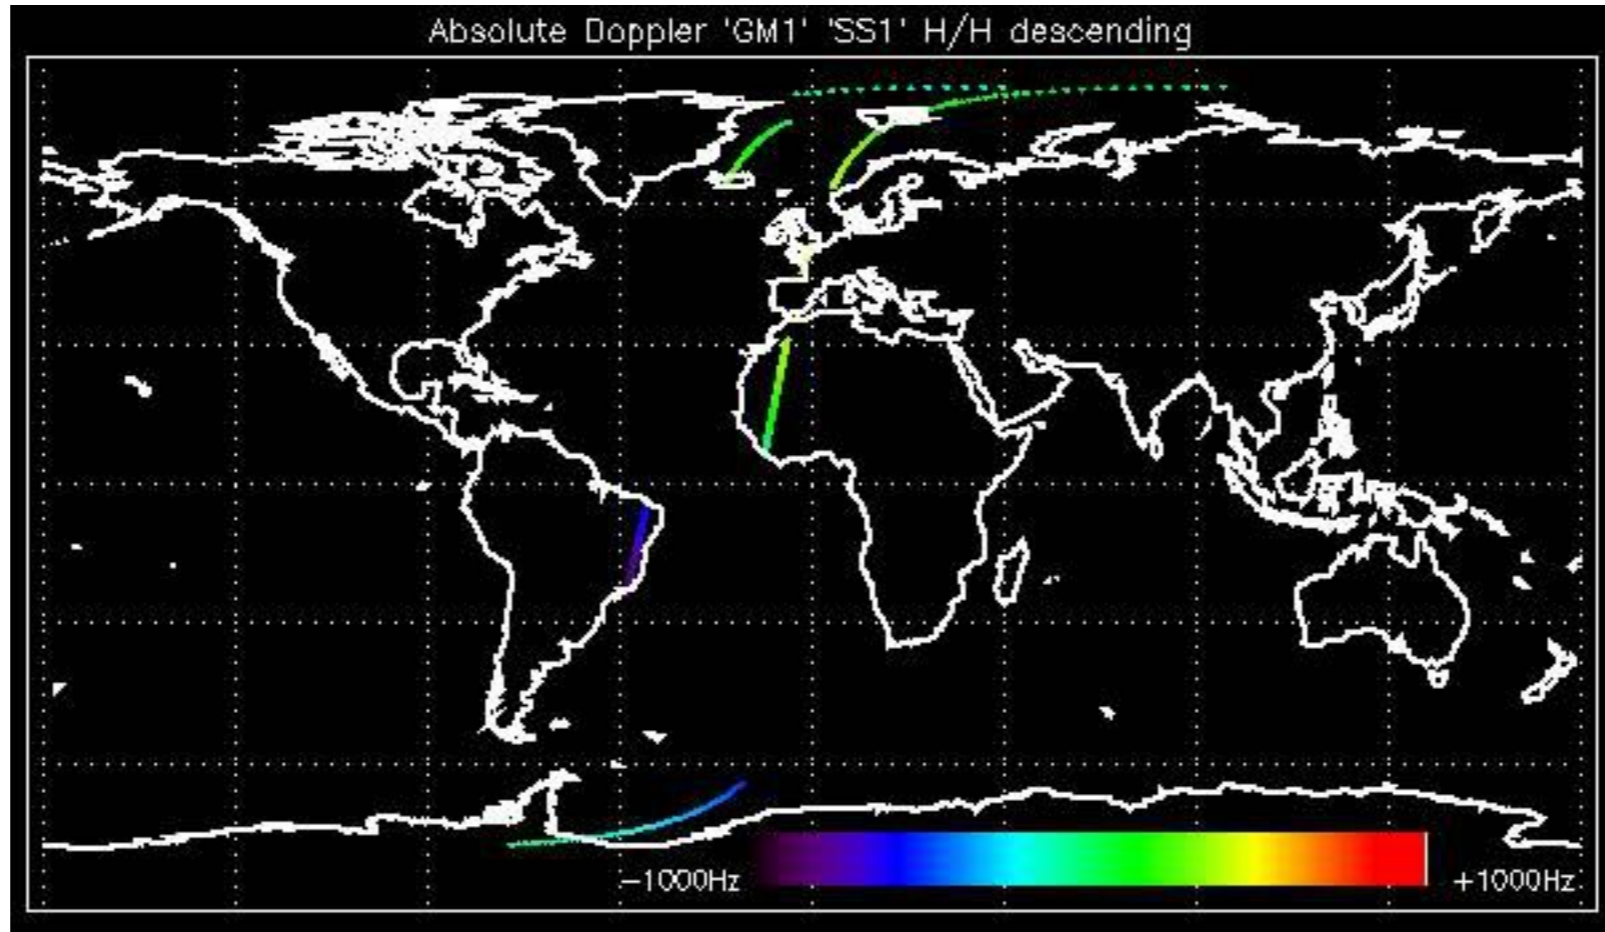 Absolute Doppler 'GM1' 'SS1' H/H descending
−1000Hz
+1000Hz